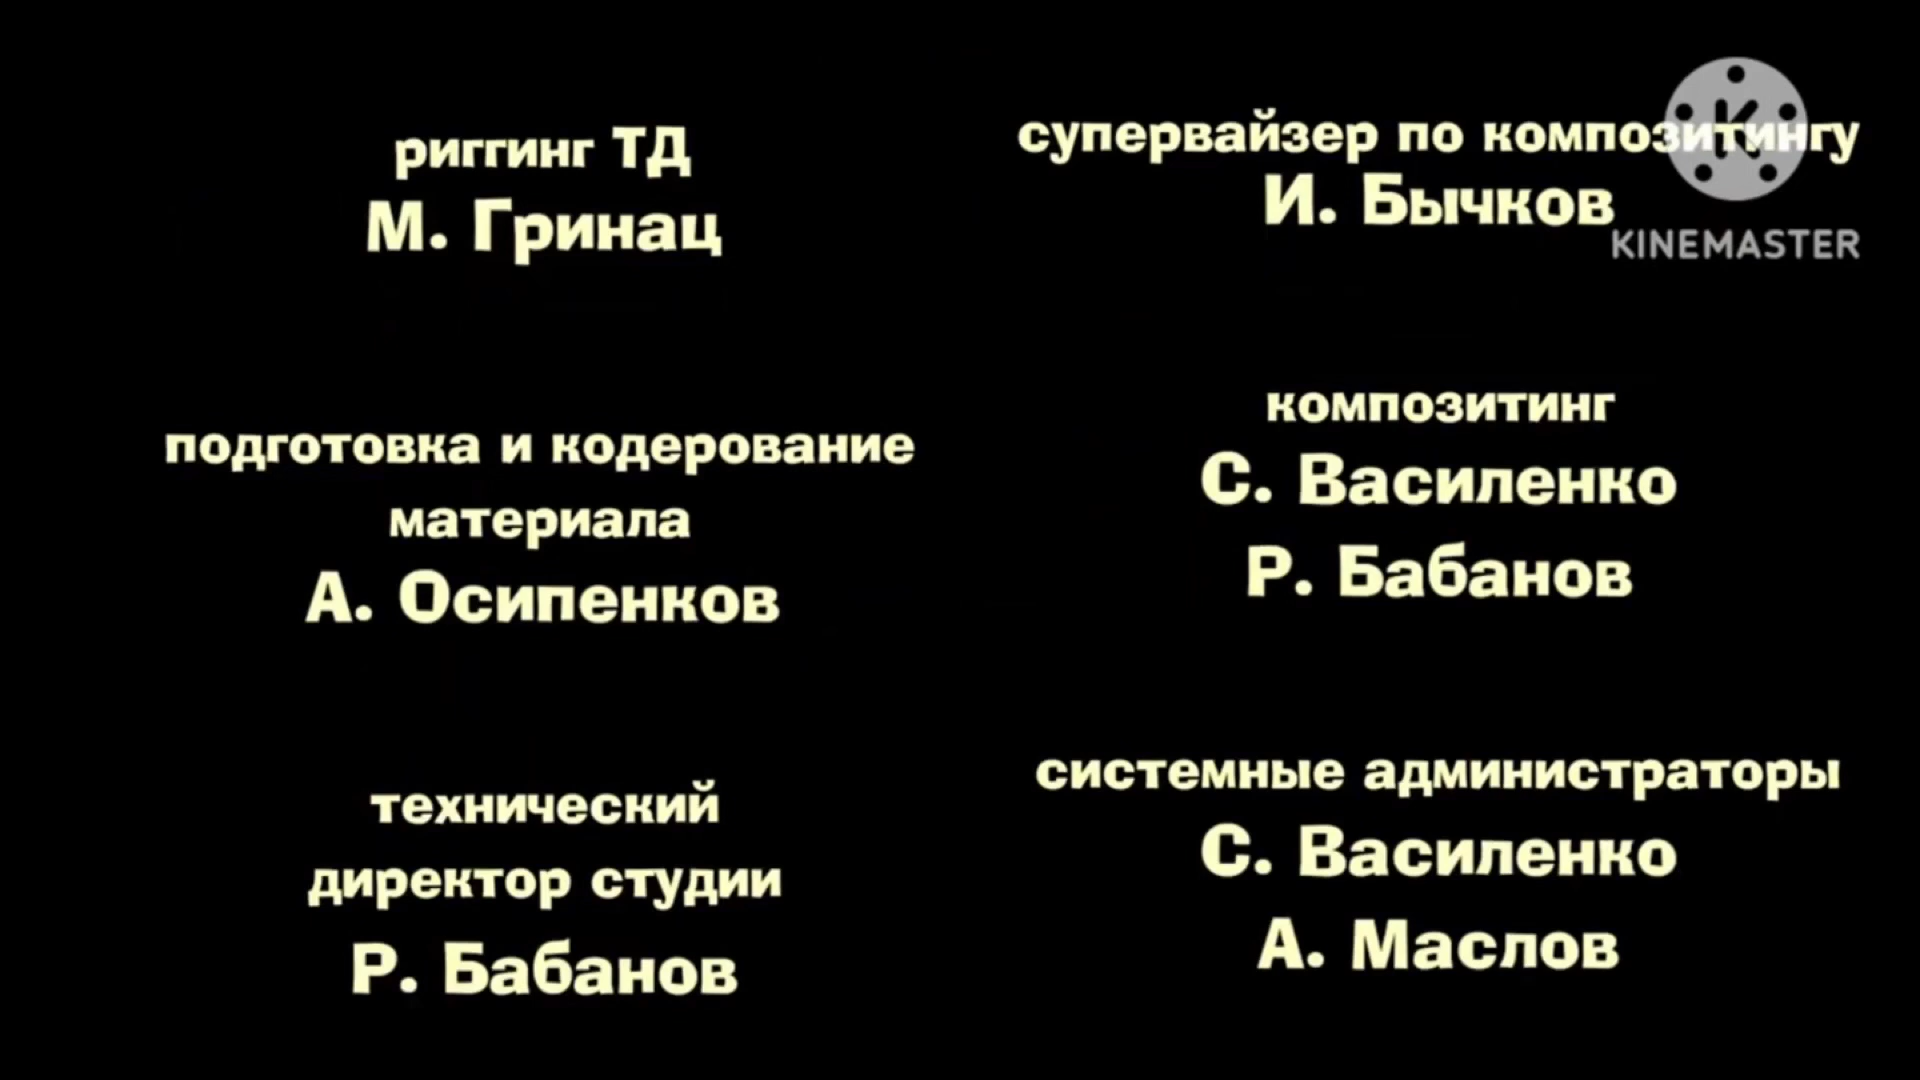 риггинг ТД
М. Гринац
подготовка и кодерование
материала
А. Осипенков
технический
директор студии
Р. Бабанов
супервайзер по композитингу
И. Бычков
KINEMASTER
композитинг
С. Василенко
Р. Бабанов
системные администраторы
С. Василенко
А. Маслов